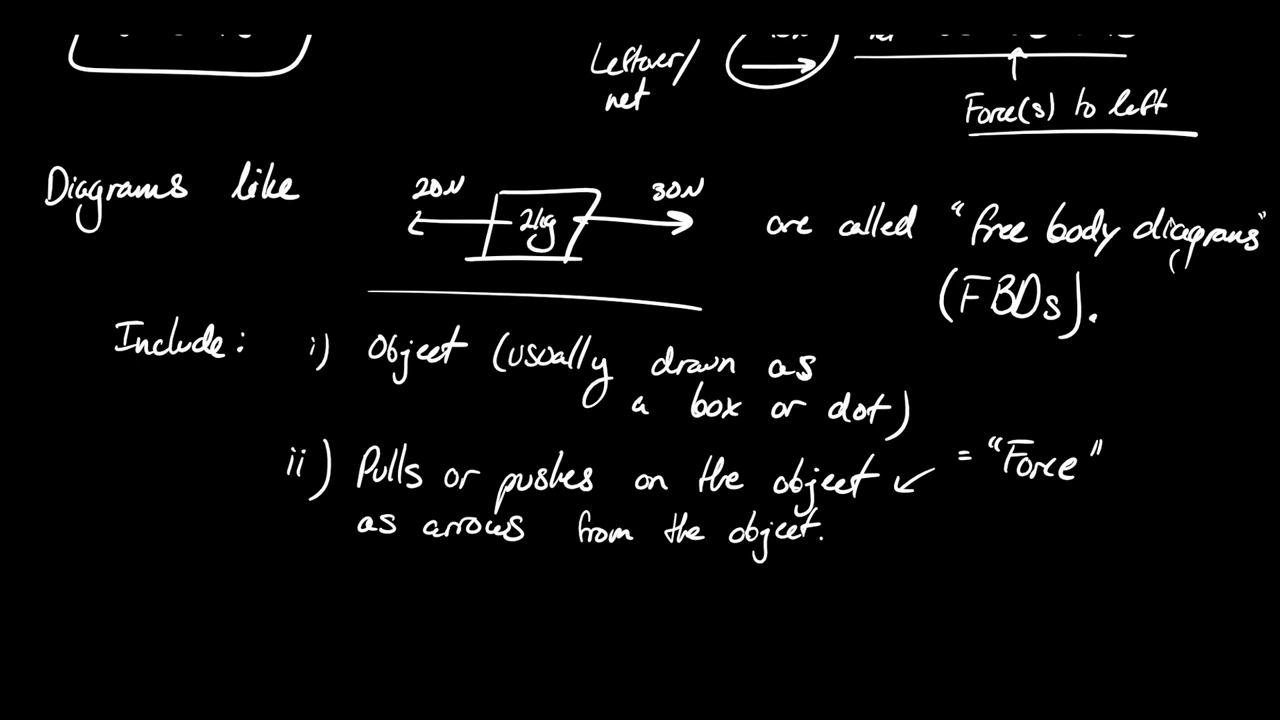 Leftover/
net
Force(s) to left
Diagrams like
20N
2kg
30N
are called "free body diagrams"
(FBDs).
Include: i) Object (usually drawn as
a box or dot)
ii) Pulls or pushes on the object
= "Force"
as arrows from the object.